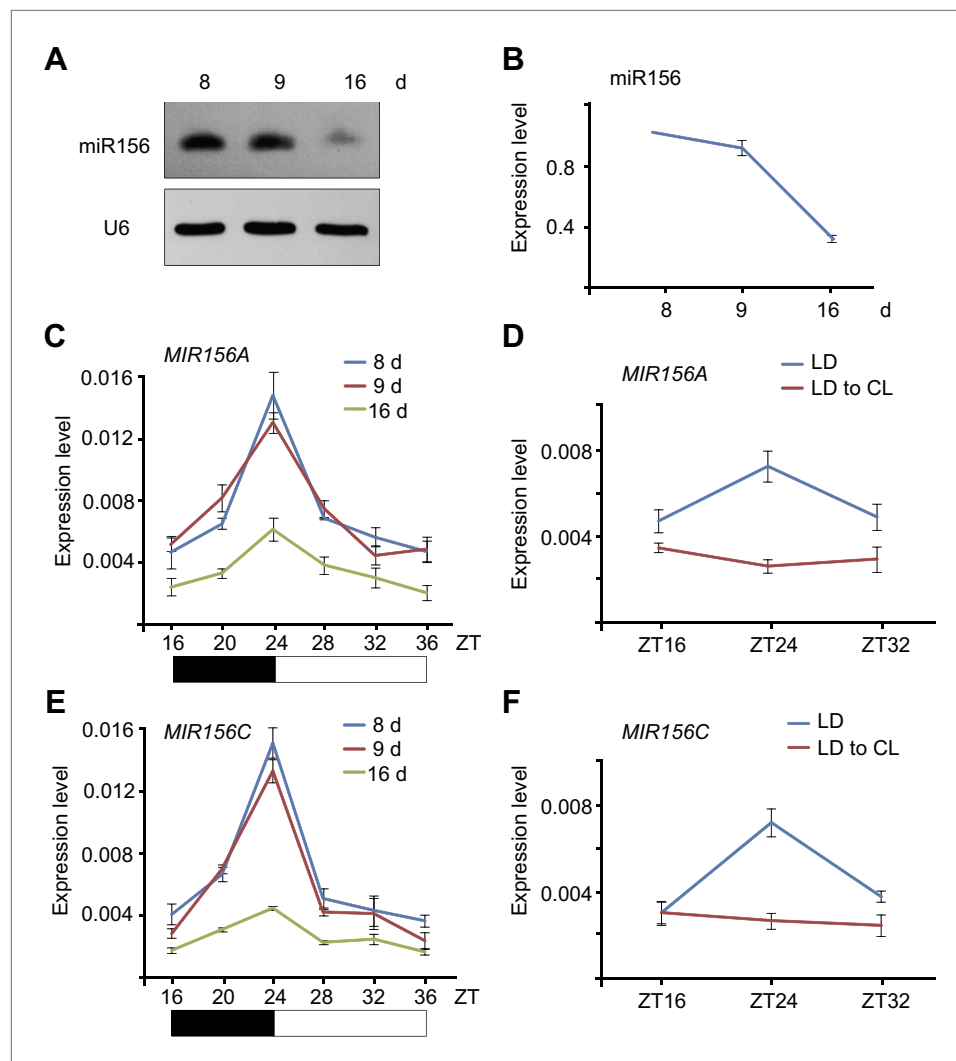 A
8 9 16 d
miR156
U6
B
miR156
Expression level
0.8
0.4
8 9 16 d
C
MIR156A
8 d
9 d
16 d
Expression level
0.016
0.012
0.008
0.004
16 20 24 28 32 36 ZT
D
MIR156A
LD
LD to CL
Expression level
0.008
0.004
ZT16 ZT24 ZT32
E
MIR156C
8 d
9 d
16 d
Expression level
0.016
0.012
0.008
0.004
16 20 24 28 32 36 ZT
F
MIR156C
LD
LD to CL
Expression level
0.008
0.004
ZT16 ZT24 ZT32